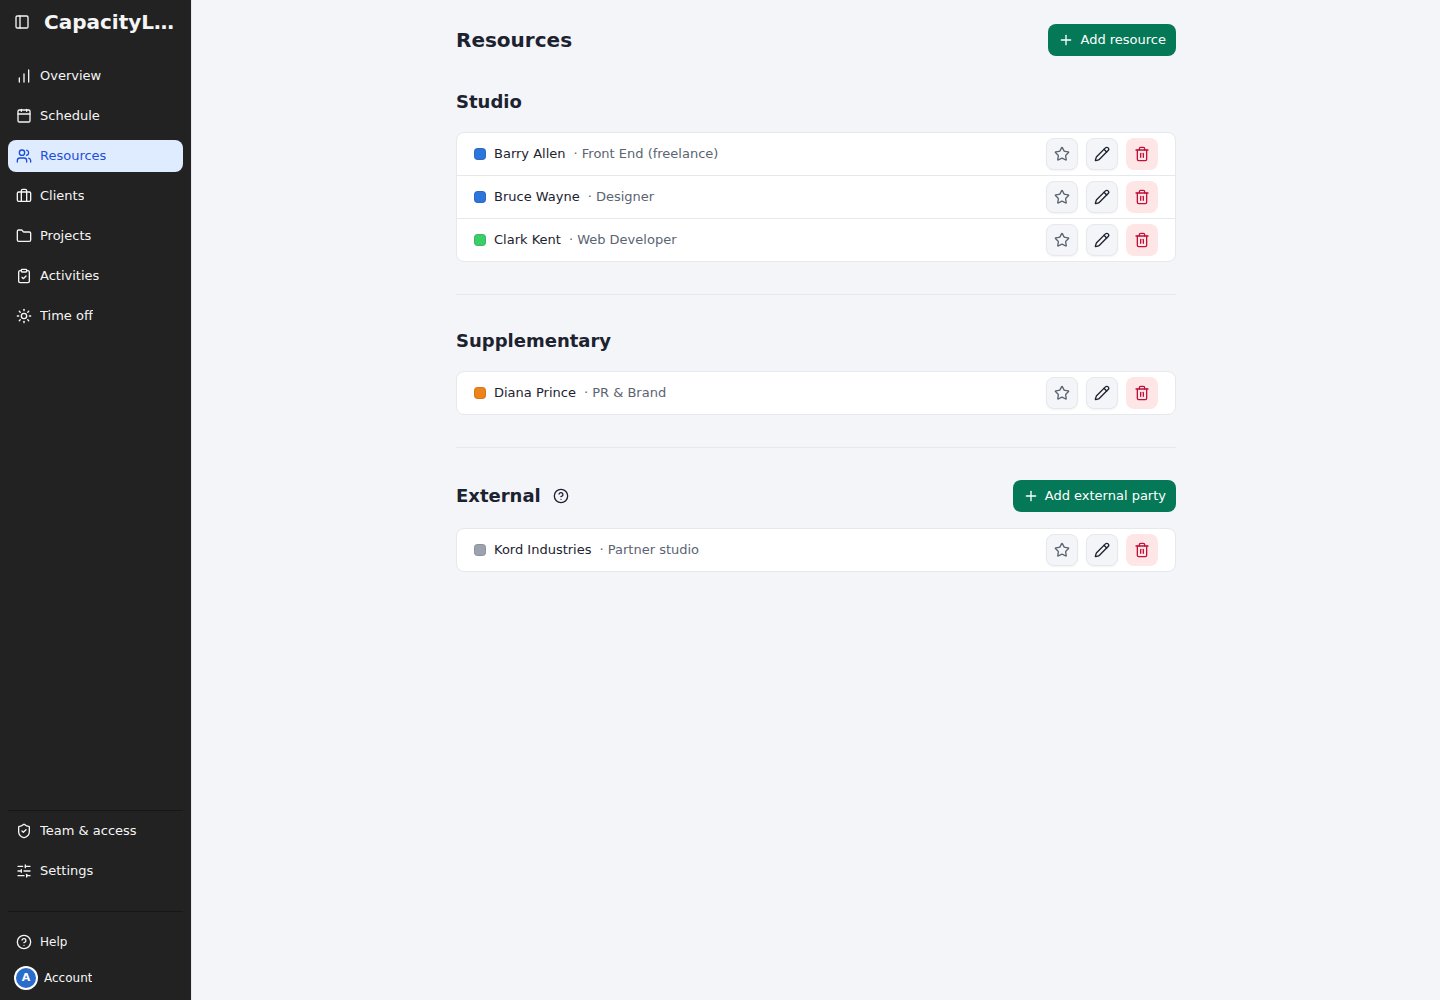 CapacityL...
Overview
Schedule
Resources
Clients
Projects
Activities
Time off
Team & access
Settings
Help
A Account
Resources
Add resource
Studio
Barry Allen · Front End (freelance)
Bruce Wayne · Designer
Clark Kent · Web Developer
Supplementary
Diana Prince · PR & Brand
External
Add external party
Kord Industries · Partner studio